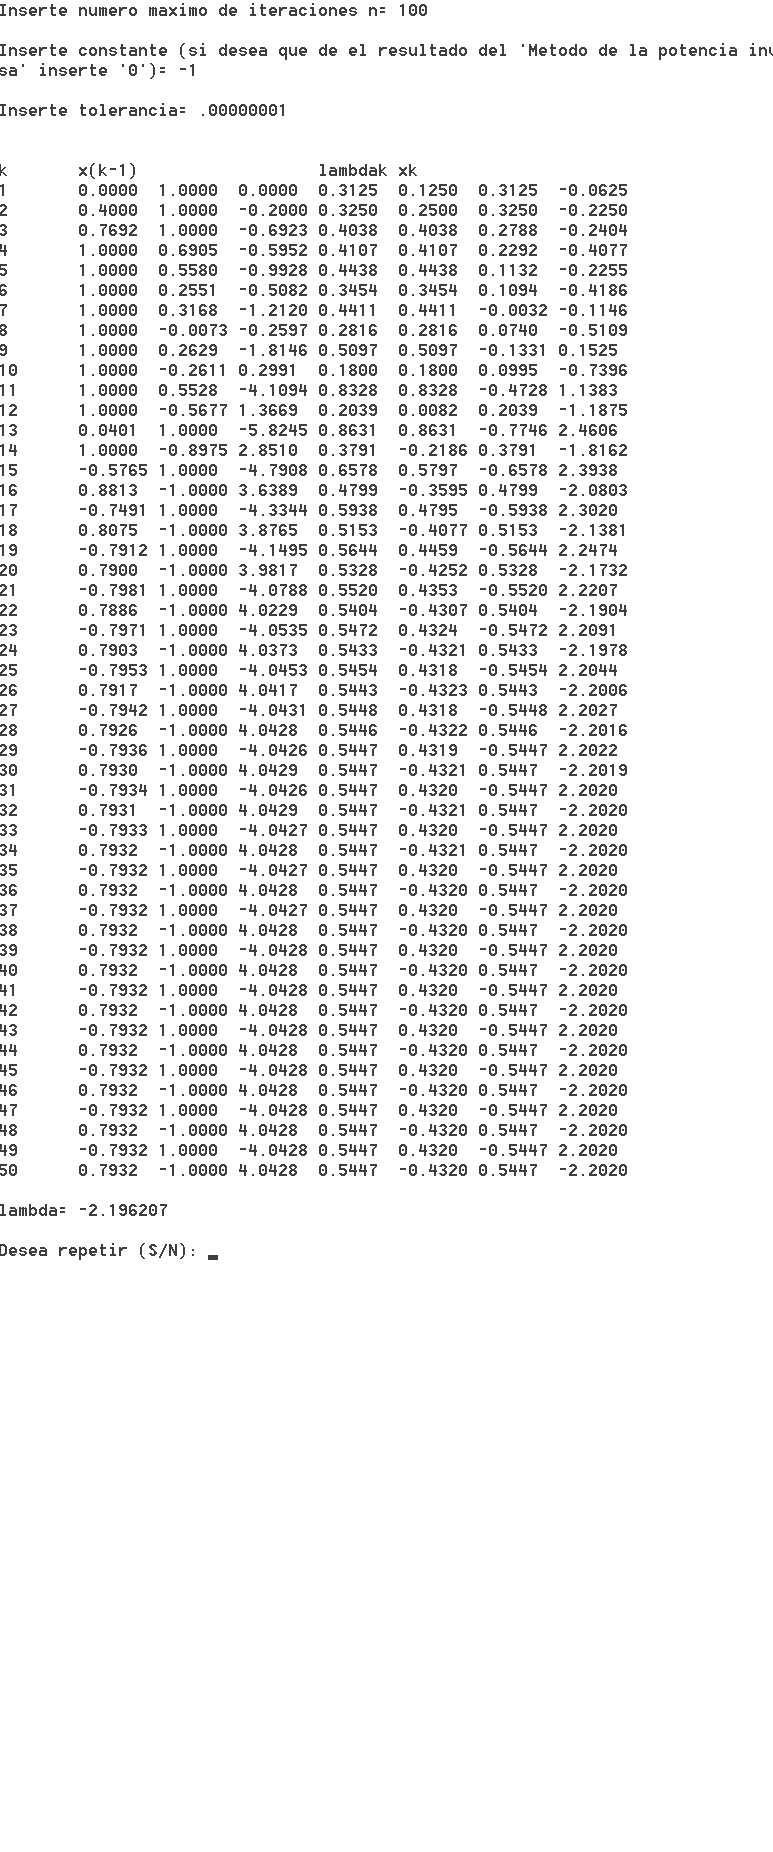 Inserte numero maximo de iteraciones n= 100
Inserte constante (si desea que de el resultado del 'Metodo de la potencia inv
sa' inserte '0')= -1
Inserte tolerancia= .00000001
k x(k-1) lambdak xk
1 0.0000 1.0000 0.0000 0.3125 0.1250 0.3125 -0.0625
2 0.4000 1.0000 -0.2000 0.3250 0.2500 0.3250 -0.2250
3 0.7692 1.0000 -0.6923 0.4038 0.4038 0.2788 -0.2404
4 1.0000 0.6905 -0.5952 0.4107 0.4107 0.2292 -0.4077
5 1.0000 0.5580 -0.9928 0.4438 0.4438 0.1132 -0.2255
6 1.0000 0.2551 -0.5082 0.3454 0.3454 0.1094 -0.4186
7 1.0000 0.3168 -1.2120 0.4411 0.4411 -0.0032 -0.1146
8 1.0000 -0.0073 -0.2597 0.2816 0.2816 0.0740 -0.5109
9 1.0000 0.2629 -1.8146 0.5097 0.5097 -0.1331 0.1525
10 1.0000 -0.2611 0.2991 0.1800 0.1800 0.0995 -0.7396
11 1.0000 0.5528 -4.1094 0.8328 0.8328 -0.4728 1.1383
12 1.0000 -0.5677 1.3669 0.2039 0.0082 0.2039 -1.1875
13 0.0401 1.0000 -5.8245 0.8631 0.8631 -0.7746 2.4606
14 1.0000 -0.8975 2.8510 0.3791 -0.2186 0.3791 -1.8162
15 -0.5765 1.0000 -4.7908 0.6578 0.5797 -0.6578 2.3938
16 0.8813 -1.0000 3.6389 0.4799 -0.3595 0.4799 -2.0803
17 -0.7491 1.0000 -4.3344 0.5938 0.4795 -0.5938 2.3020
18 0.8075 -1.0000 3.8765 0.5153 -0.4077 0.5153 -2.1381
19 -0.7912 1.0000 -4.1495 0.5644 0.4459 -0.5644 2.2474
20 0.7900 -1.0000 3.9817 0.5328 -0.4252 0.5328 -2.1732
21 -0.7981 1.0000 -4.0788 0.5520 0.4353 -0.5520 2.2207
22 0.7886 -1.0000 4.0229 0.5404 -0.4307 0.5404 -2.1904
23 -0.7971 1.0000 -4.0535 0.5472 0.4324 -0.5472 2.2091
24 0.7903 -1.0000 4.0373 0.5433 -0.4321 0.5433 -2.1978
25 -0.7953 1.0000 -4.0453 0.5454 0.4318 -0.5454 2.2044
26 0.7917 -1.0000 4.0417 0.5443 -0.4323 0.5443 -2.2006
27 -0.7942 1.0000 -4.0431 0.5448 0.4318 -0.5448 2.2027
28 0.7926 -1.0000 4.0428 0.5446 -0.4322 0.5446 -2.2016
29 -0.7936 1.0000 -4.0426 0.5447 0.4319 -0.5447 2.2022
30 0.7930 -1.0000 4.0429 0.5447 -0.4321 0.5447 -2.2019
31 -0.7934 1.0000 -4.0426 0.5447 0.4320 -0.5447 2.2020
32 0.7931 -1.0000 4.0429 0.5447 -0.4321 0.5447 -2.2020
33 -0.7933 1.0000 -4.0427 0.5447 0.4320 -0.5447 2.2020
34 0.7932 -1.0000 4.0428 0.5447 -0.4321 0.5447 -2.2020
35 -0.7932 1.0000 -4.0427 0.5447 0.4320 -0.5447 2.2020
36 0.7932 -1.0000 4.0428 0.5447 -0.4320 0.5447 -2.2020
37 -0.7932 1.0000 -4.0427 0.5447 0.4320 -0.5447 2.2020
38 0.7932 -1.0000 4.0428 0.5447 -0.4320 0.5447 -2.2020
39 -0.7932 1.0000 -4.0428 0.5447 0.4320 -0.5447 2.2020
40 0.7932 -1.0000 4.0428 0.5447 -0.4320 0.5447 -2.2020
41 -0.7932 1.0000 -4.0428 0.5447 0.4320 -0.5447 2.2020
42 0.7932 -1.0000 4.0428 0.5447 -0.4320 0.5447 -2.2020
43 -0.7932 1.0000 -4.0428 0.5447 0.4320 -0.5447 2.2020
44 0.7932 -1.0000 4.0428 0.5447 -0.4320 0.5447 -2.2020
45 -0.7932 1.0000 -4.0428 0.5447 0.4320 -0.5447 2.2020
46 0.7932 -1.0000 4.0428 0.5447 -0.4320 0.5447 -2.2020
47 -0.7932 1.0000 -4.0428 0.5447 0.4320 -0.5447 2.2020
48 0.7932 -1.0000 4.0428 0.5447 -0.4320 0.5447 -2.2020
49 -0.7932 1.0000 -4.0428 0.5447 0.4320 -0.5447 2.2020
50 0.7932 -1.0000 4.0428 0.5447 -0.4320 0.5447 -2.2020
lambda= -2.196207
Desea repetir (S/N): _